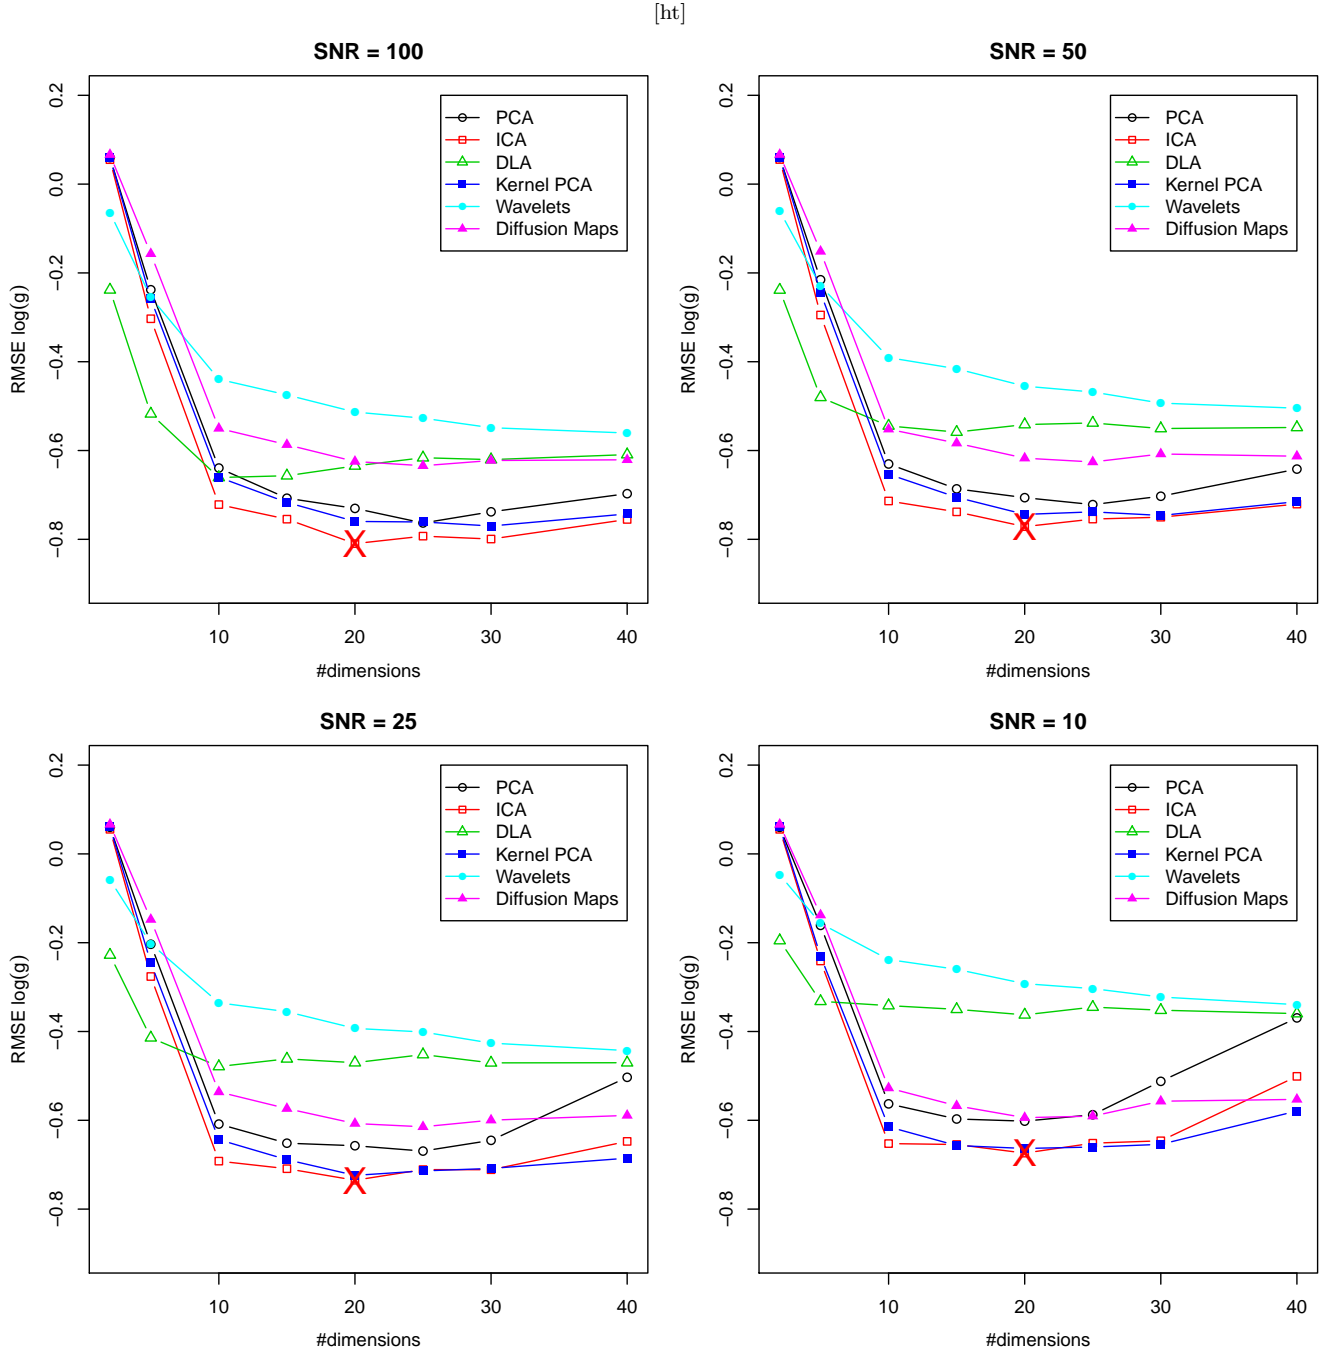 [ht]
SNR = 100
RMSE log(g)
0.2
0.0
−0.2
−0.4
−0.6
−0.8
PCA
ICA
DLA
Kernel PCA
Wavelets
Diffusion Maps
10 20 30 40
#dimensions
SNR = 50
RMSE log(g)
0.2
0.0
−0.2
−0.4
−0.6
−0.8
PCA
ICA
DLA
Kernel PCA
Wavelets
Diffusion Maps
10 20 30 40
#dimensions
SNR = 25
RMSE log(g)
0.2
0.0
−0.2
−0.4
−0.6
−0.8
PCA
ICA
DLA
Kernel PCA
Wavelets
Diffusion Maps
10 20 30 40
#dimensions
SNR = 10
RMSE log(g)
0.2
0.0
−0.2
−0.4
−0.6
−0.8
PCA
ICA
DLA
Kernel PCA
Wavelets
Diffusion Maps
10 20 30 40
#dimensions